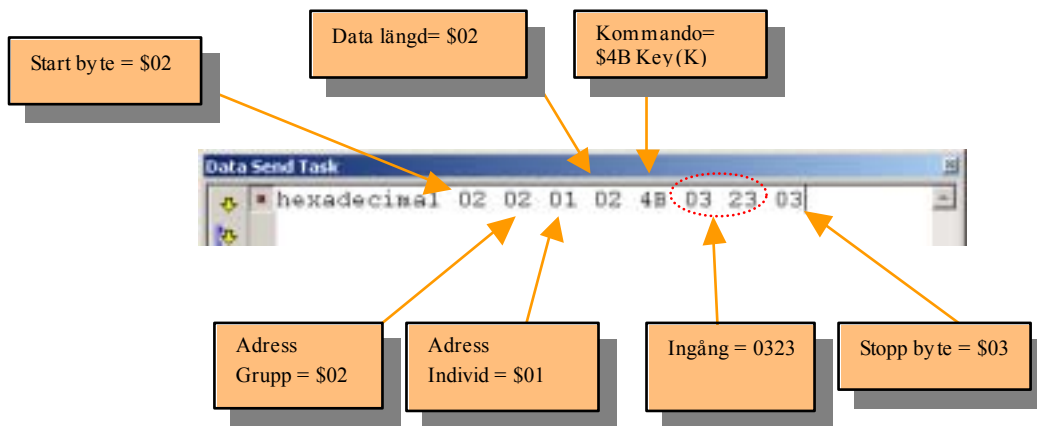 Start byte = $02
Data längd= $02
Kommando=
$4B Key(K)
Data Send Task
hexadecimal 02 02 01 02 4B 03 23 03
Adress
Grupp = $02
Adress
Individ = $01
Ingång = 0323
Stopp byte = $03